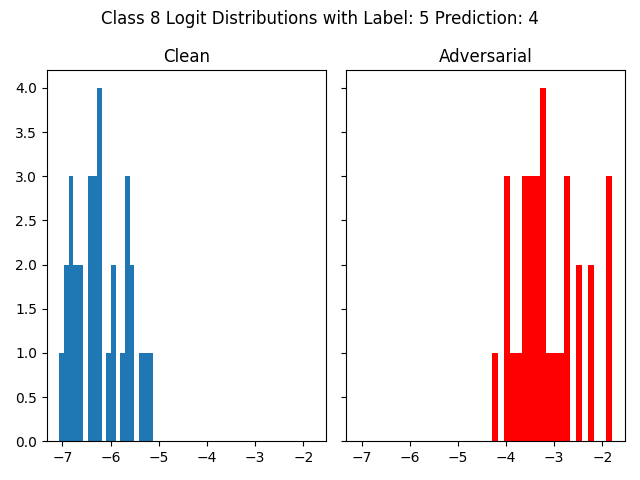 Class 8 Logit Distributions with Label: 5 Prediction: 4
Clean
Adversarial
4.0
3.5
3.0
2.5
2.0
1.5
1.0
0.5
0.0
−7 −6 −5 −4 −3 −2
−7 −6 −5 −4 −3 −2